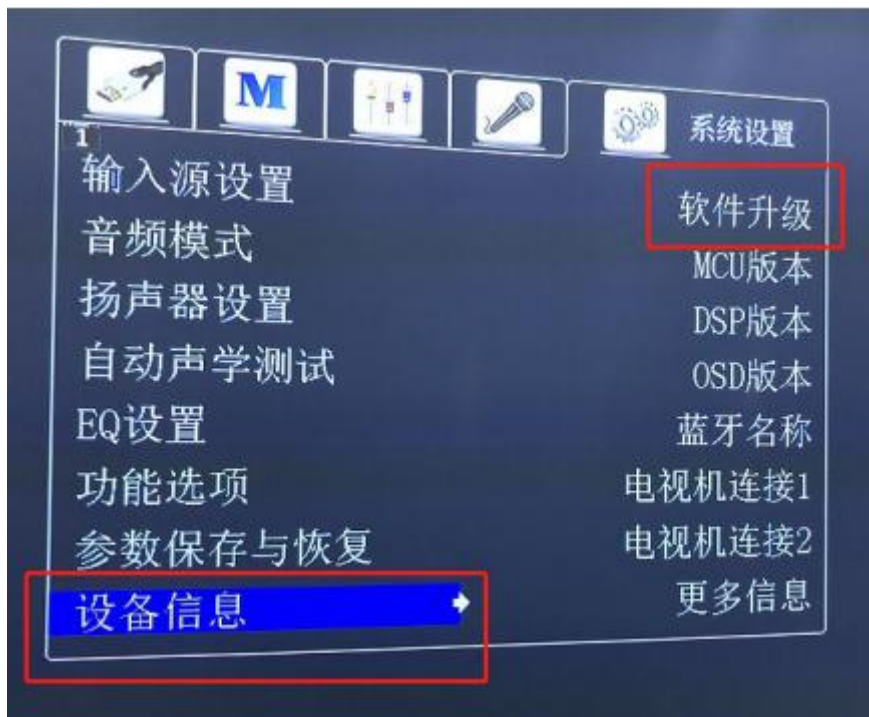 M
系统设置
1
输入源设置
软件升级
音频模式
MCU版本
扬声器设置
DSP版本
自动声学测试
OSD版本
EQ设置
蓝牙名称
功能选项
电视机连接1
参数保存与恢复
电视机连接2
设备信息
更多信息